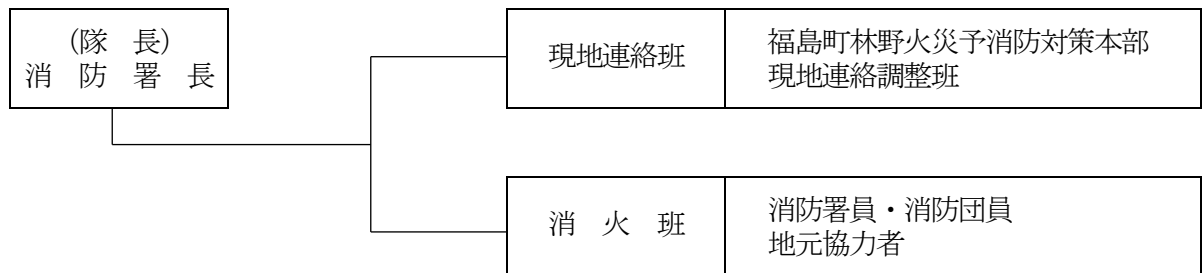 (隊　長)
消　防　署　長
現地連絡班
福島町林野火災予消防対策本部
現地連絡調整班
消　火　班
消防署員・消防団員
地元協力者